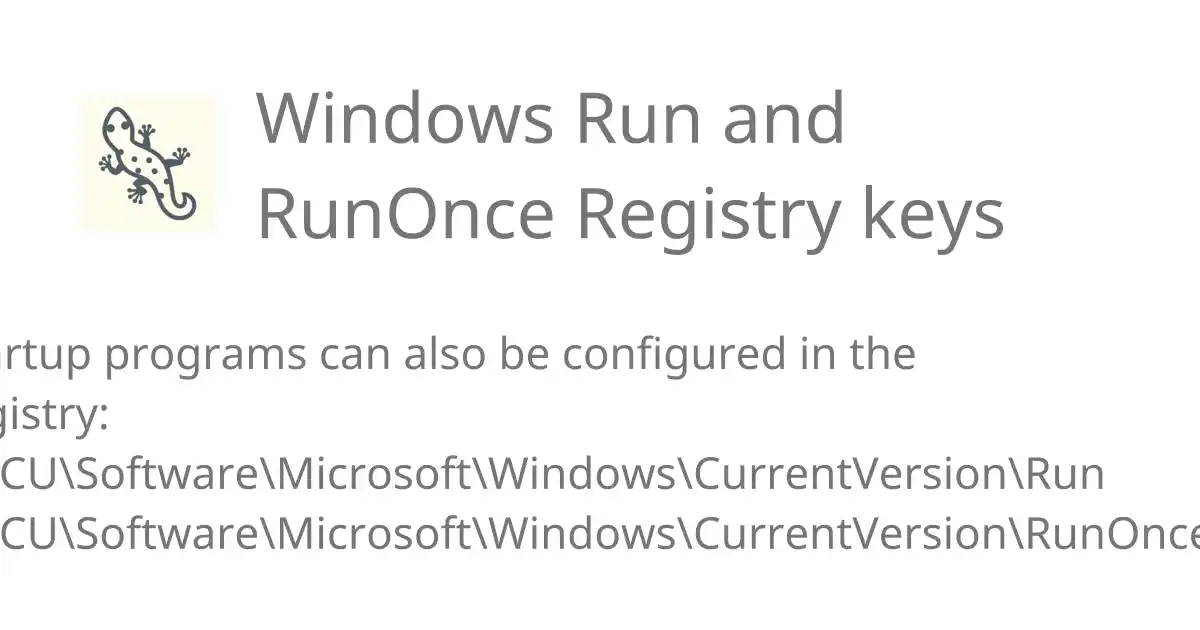 Windows Run and
RunOnce Registry keys
artup programs can also be configured in the
gistry:
CU\Software\Microsoft\Windows\CurrentVersion\Run
CU\Software\Microsoft\Windows\CurrentVersion\RunOnce